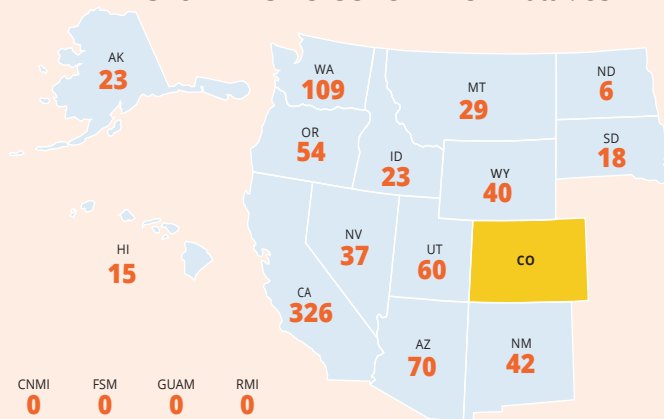 AK
23
WA
109
MT
29
ND
6
OR
54
ID
23
SD
18
WY
40
HI
15
NV
37
UT
60
CO
CA
326
AZ
70
NM
42
CNMI FSM GUAM RMI
0 0 0 0